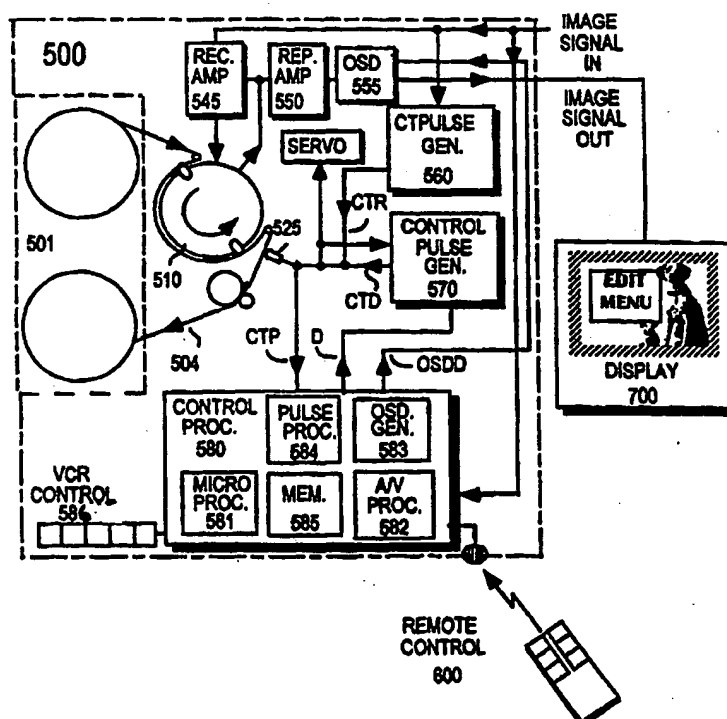 500
REC.
AMP
545
REP.
AMP
550
OSD
555
IMAGE
SIGNAL
IN
IMAGE
SIGNAL
OUT
SERVO
CTPULSE
GEN.
560
501
510
525
CTR
CONTROL
PULSE
GEN.
570
CTD
504
CTP
D
OSDD
EDIT
MENU
DISPLAY
700
CONTROL
PROC.
580
PULSE
PROC.
584
OSD.
GEN.
583
MICRO
PROC.
581
MEM.
585
A/V
PROC.
582
VCR
CONTROL
586
REMOTE
CONTROL
600